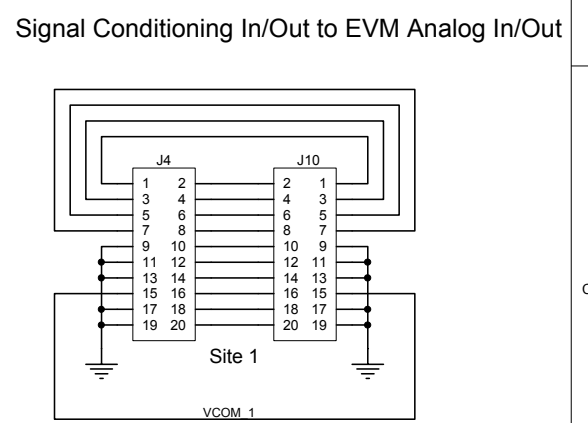 Signal Conditioning In/Out to EVM Analog In/Out
J4 J10
1 2 2 1
3 4 4 3
5 6 6 5
7 8 8 7
9 10 10 9
11 12 12 11
13 14 14 13
15 16 16 15
17 18 18 17
19 20 20 19
Site 1
VCOM_1